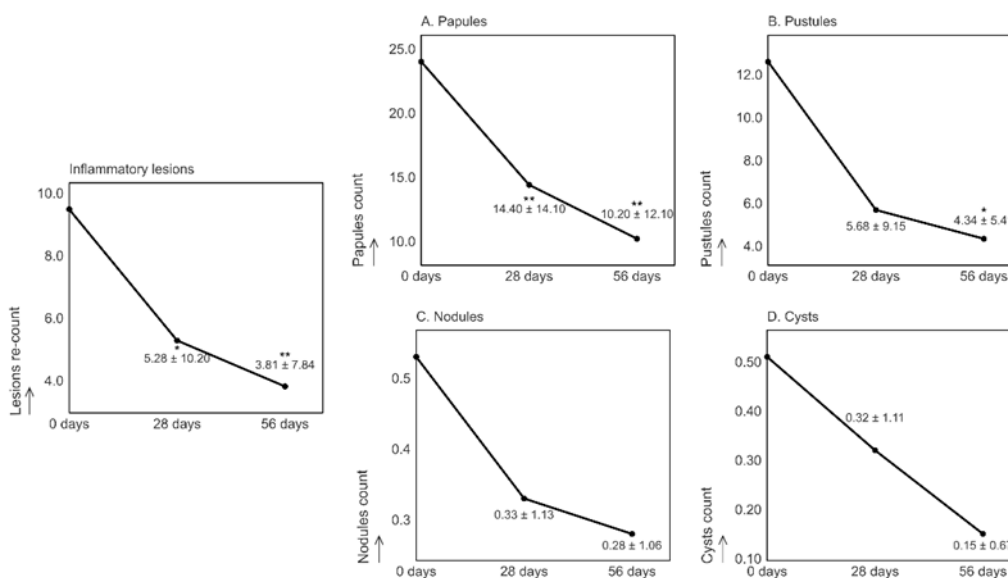 Inflammatory lesions
10.0
8.0
6.0
4.0
Lesions re-count
*
5.28 ± 10.20
**
3.81 ± 7.84
0 days 28 days 56 days
A. Papules
25.0
20.0
15.0
10.0
Papules count
**
14.40 ± 14.10
**
10.20 ± 12.10
0 days 28 days 56 days
B. Pustules
12.0
10.0
8.0
6.0
4.0
Pustules count
5.68 ± 9.15
*
4.34 ± 5.4
0 days 28 days 56 days
C. Nodules
0.5
0.4
0.3
Nodules count
0.33 ± 1.13
0.28 ± 1.06
0 days 28 days 56 days
D. Cysts
0.50
0.40
0.30
0.20
0.10
Cysts count
0.32 ± 1.11
0.15 ± 0.67
0 days 28 days 56 days